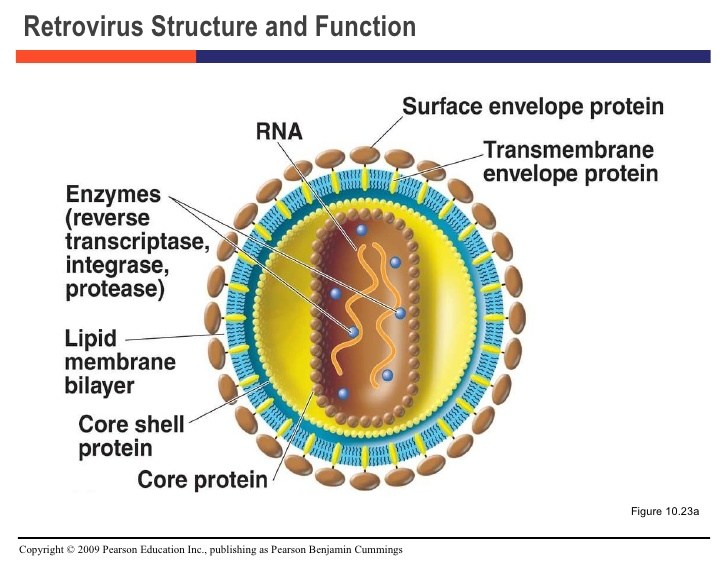 Retrovirus Structure and Function
Surface envelope protein
RNA
Transmembrane
envelope protein
Enzymes
(reverse
transcriptase,
integrase,
protease)
Lipid
membrane
bilayer
Core shell
protein
Core protein
Figure 10.23a
Copyright © 2009 Pearson Education Inc., publishing as Pearson Benjamin Cummings